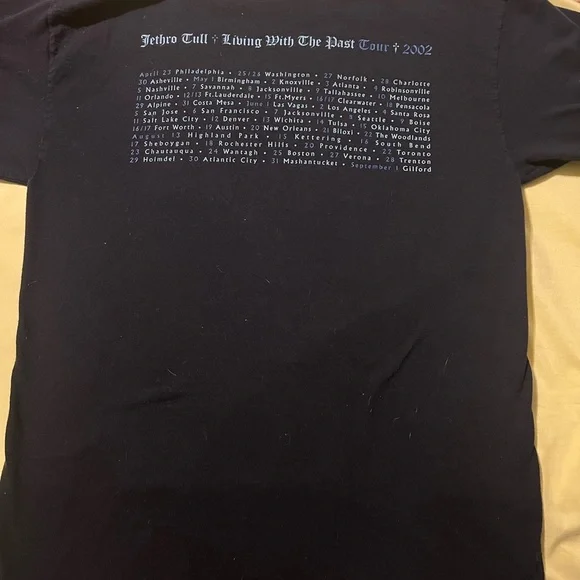 Jethro Tull † Living With The Past Tour † 2002
April 23 Philadelphia • 25/26 Washington • 27 Norfolk • 28 Charlotte
30 Asheville • May 1 Birmingham • 2 Knoxville • 3 Atlanta • 4 Robinsonville
5 Nashville • 7 Savannah • 8 Jacksonville • 9 Tallahassee • 10 Melbourne
11 Orlando • 12/13 Ft.Lauderdale • 15 Ft.Myers • 16/17 Clearwater • 18 Pensacola
29 Alpine • 31 Costa Mesa • June 1 Las Vegas • 2 Los Angeles • 4 Santa Rosa
5 San Jose • 6 San Francisco • 7 Jacksonville • 8 Seattle • 9 Boise
11 Salt Lake City • 12 Denver • 13 Wichita • 14 Tulsa • 15 Oklahoma City
16/17 Fort Worth • 19 Austin • 20 New Orleans • 21 Biloxi • 22 The Woodlands
August 13 Highland Park • 15 Kettering • 16 South Bend
17 Sheboygan • 18 Rochester Hills • 20 Providence • 22 Toronto
23 Chautauqua • 24 Wantagh • 25 Boston • 27 Verona • 28 Trenton
29 Holmdel • 30 Atlantic City • 31 Mashantucket • September 1 Gilford